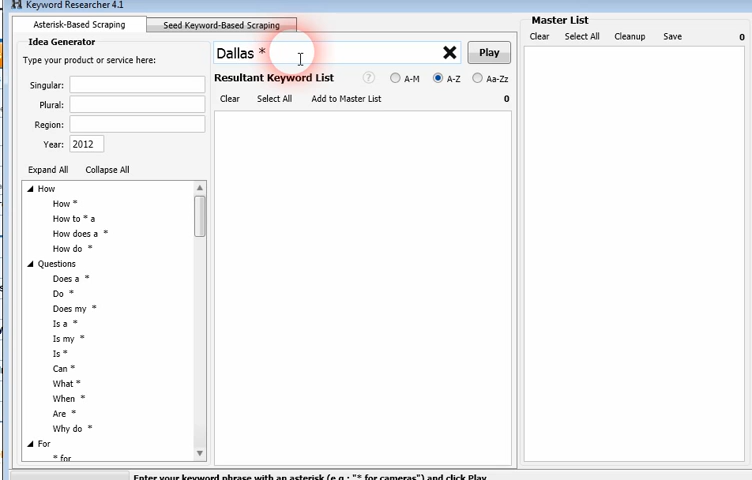 Keyword Researcher 4.1
Asterisk-Based Scraping
Seed Keyword-Based Scraping
Idea Generator
Type your product or service here:
Singular:
Plural:
Region:
Year: 2012
Expand All Collapse All
How
How *
How to * a
How does a *
How do *
Questions
Does a *
Do *
Does my *
Is a *
Is my *
Is *
Can *
What *
When *
Are *
Why do *
For
* for
Dallas *
Play
Resultant Keyword List
? A-M A-Z Aa-Zz
Clear Select All Add to Master List 0
Master List
Clear Select All Cleanup Save 0
Enter your keyword phrase with an asterisk (e.g.: "* for cameras") and click Play